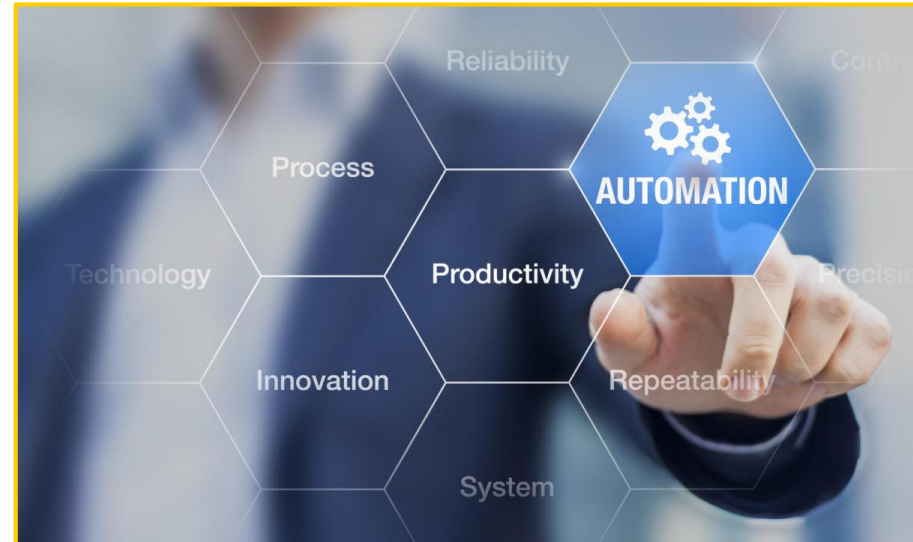 Reliability
Process
AUTOMATION
Technology
Productivity
Innovation
Repeatability
System